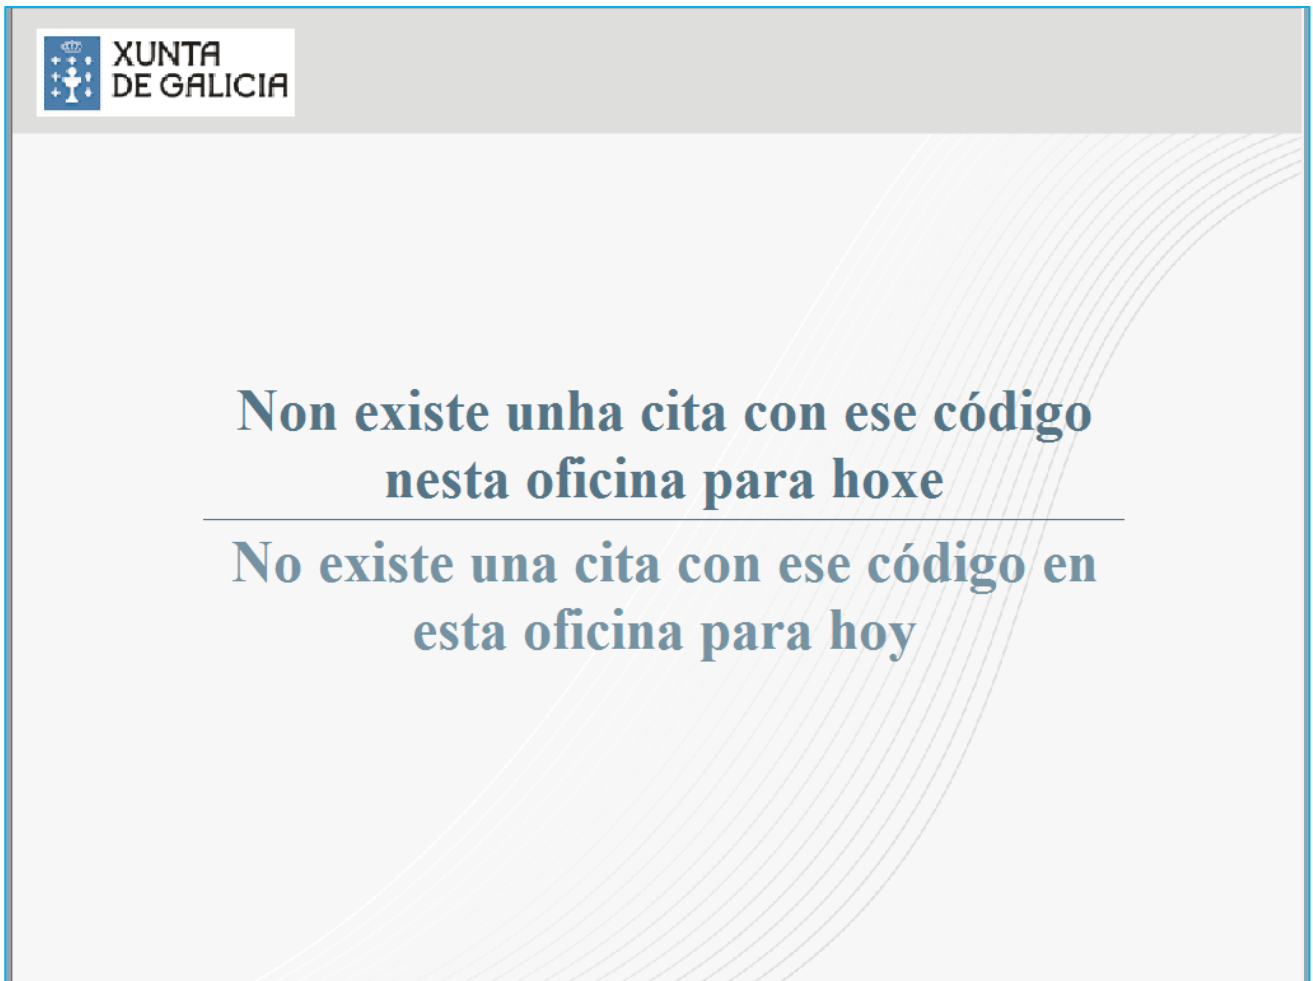 XUNTA
DE GALICIA
Non existe unha cita con ese código
nesta oficina para hoxe
No existe una cita con ese código en
esta oficina para hoy